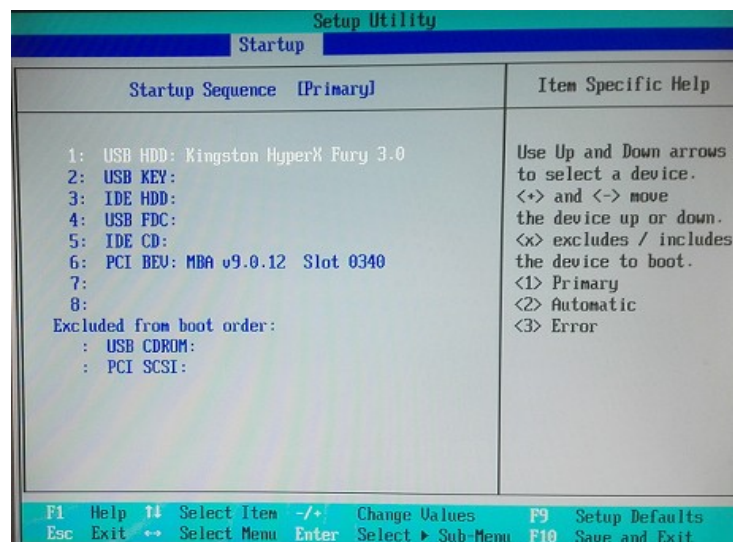 Setup Utility
Startup
Startup Sequence [Primary]
Item Specific Help
1: USB HDD: Kingston HyperX Fury 3.0
2: USB KEY:
3: IDE HDD:
4: USB FDC:
5: IDE CD:
6: PCI BEV: MBA v9.0.12 Slot 0340
7:
8:
Excluded from boot order:
: USB CDROM:
: PCI SCSI:
Use Up and Down arrows
to select a device.
<+> and <-> move
the device up or down.
<x> excludes / includes
the device to boot.
<1> Primary
<2> Automatic
<3> Error
F1 Help ↑↓ Select Item -/+ Change Values F9 Setup Defaults
Esc Exit ↔ Select Menu Enter Select ▶ Sub-Menu F10 Save and Exit